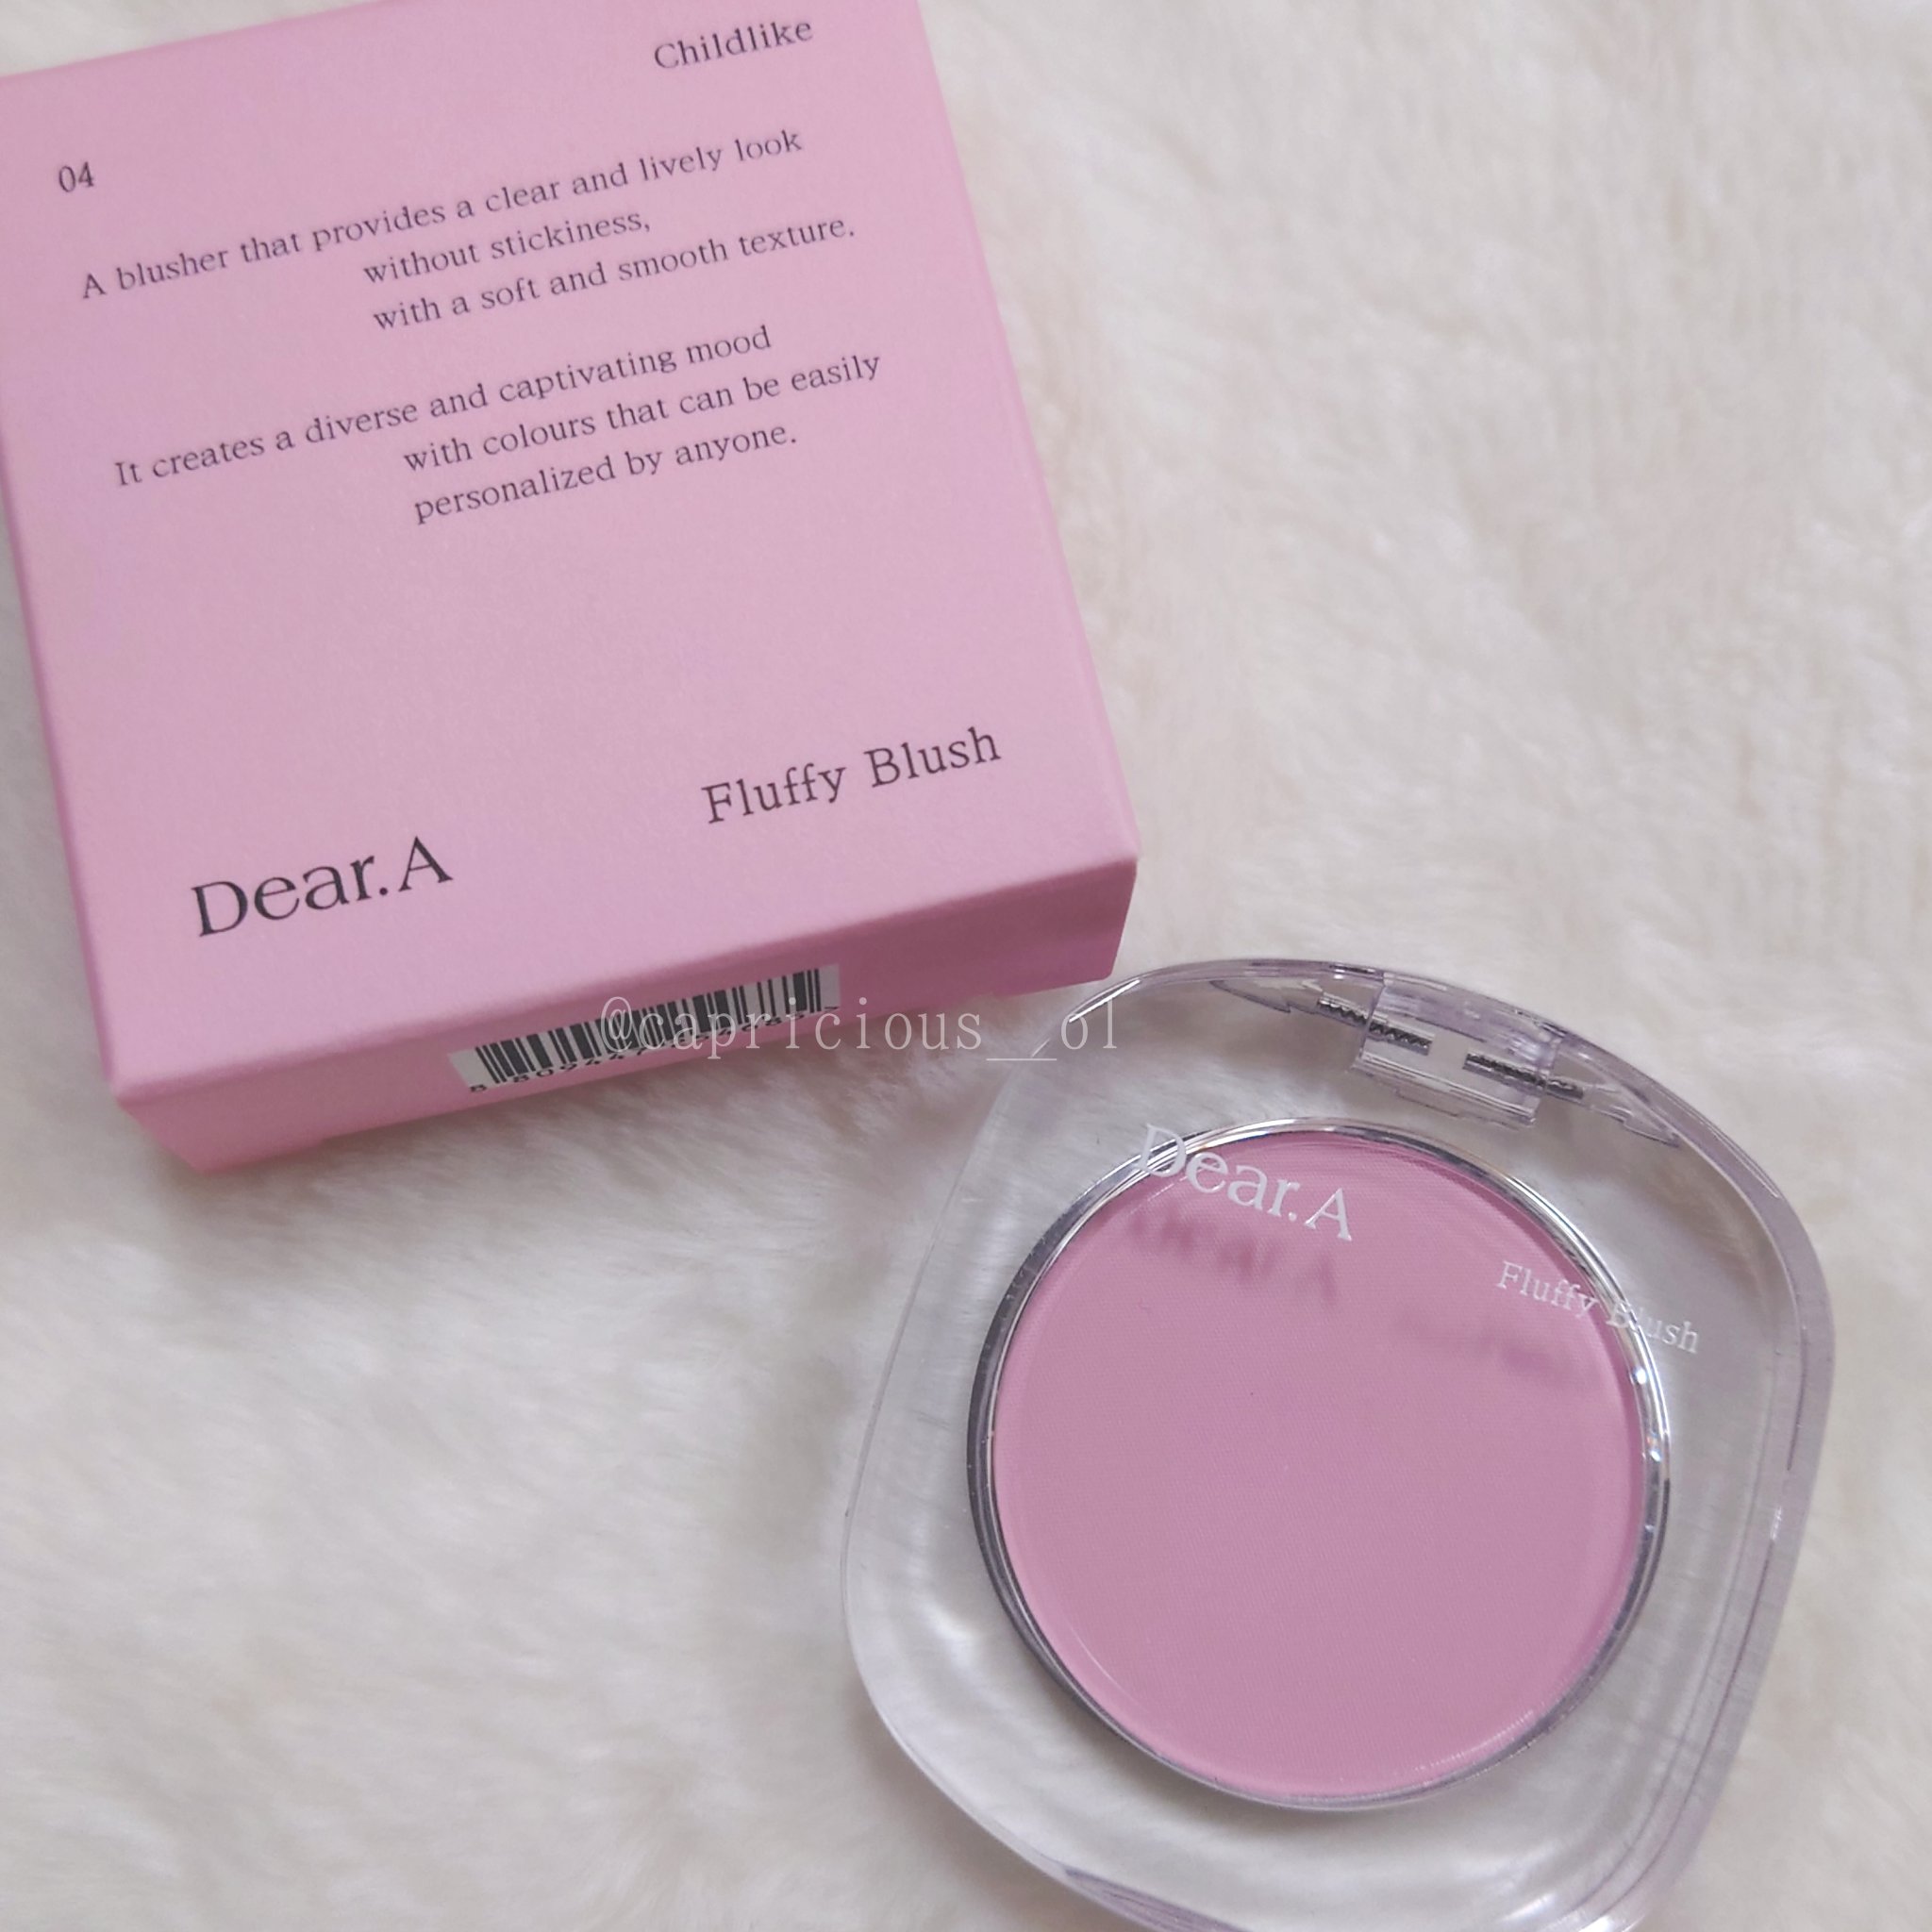 Childlike
04
A blusher that provides a clear and lively look
without stickiness,
with a soft and smooth texture.
It creates a diverse and captivating mood
with colours that can be easily
personalized by anyone.
Fluffy Blush
Dear.A
@capricious__ol
Dear.A
Fluffy Blush